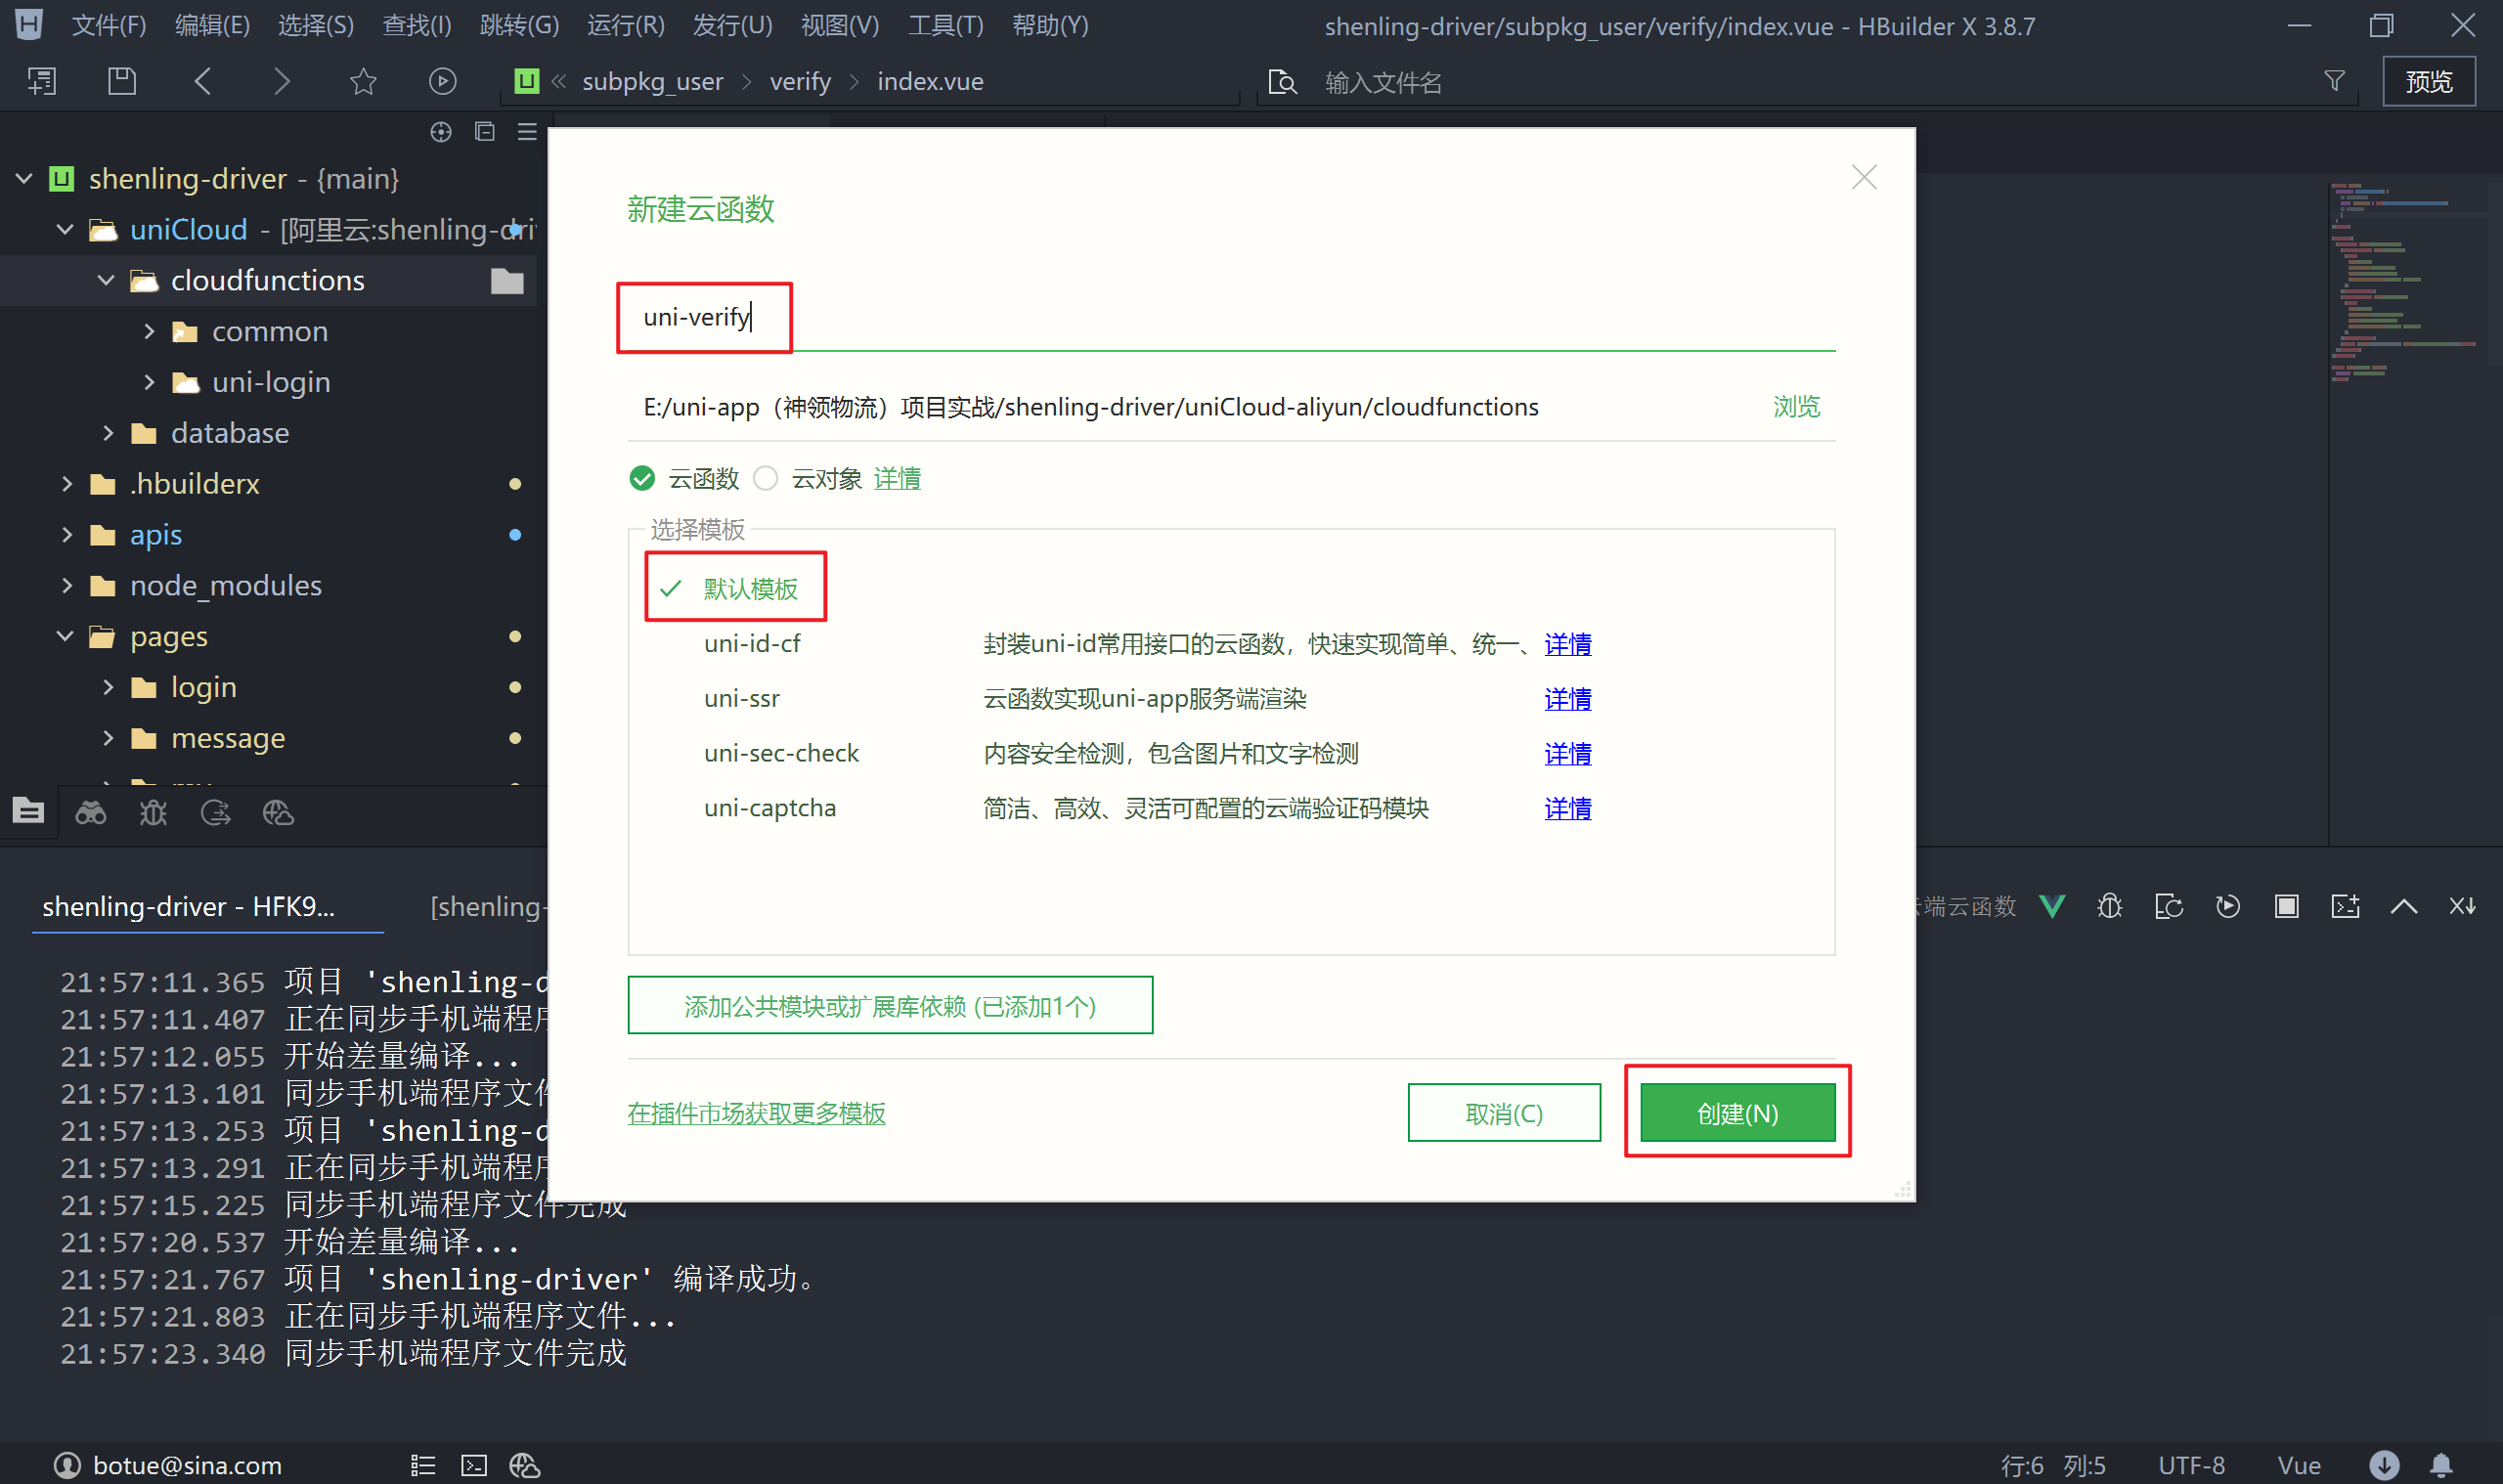 文件(F) 编辑(E) 选择(S) 查找(I) 跳转(G) 运行(R) 发行(U) 视图(V) 工具(T) 帮助(Y) shenling-driver/subpkg_user/verify/index.vue - HBuilder X 3.8.7
subpkg_user verify index.vue 输入文件名 预览
shenling-driver - {main}
uniCloud - [阿里云:shenling-dri
cloudfunctions
common
uni-login
database
.hbuilderx
apis
node_modules
pages
login
message
新建云函数
uni-verify
E:/uni-app（神领物流）项目实战/shenling-driver/uniCloud-aliyun/cloudfunctions 浏览
云函数 云对象 详情
选择模板
默认模板
uni-id-cf 封装uni-id常用接口的云函数，快速实现简单、统一、 详情
uni-ssr 云函数实现uni-app服务端渲染 详情
uni-sec-check 内容安全检测，包含图片和文字检测 详情
uni-captcha 简洁、高效、灵活可配置的云端验证码模块 详情
添加公共模块或扩展库依赖 (已添加1个)
在插件市场获取更多模板 取消(C) 创建(N)
shenling-driver - HFK9... [shenling- 端云函数
21:57:11.365 项目 'shenling-d
21:57:11.407 正在同步手机端程序
21:57:12.055 开始差量编译...
21:57:13.101 同步手机端程序文件
21:57:13.253 项目 'shenling-d
21:57:13.291 正在同步手机端程序
21:57:15.225 同步手机端程序文件完成
21:57:20.537 开始差量编译...
21:57:21.767 项目 'shenling-driver' 编译成功。
21:57:21.803 正在同步手机端程序文件...
21:57:23.340 同步手机端程序文件完成
botue@sina.com 行:6 列:5 UTF-8 Vue